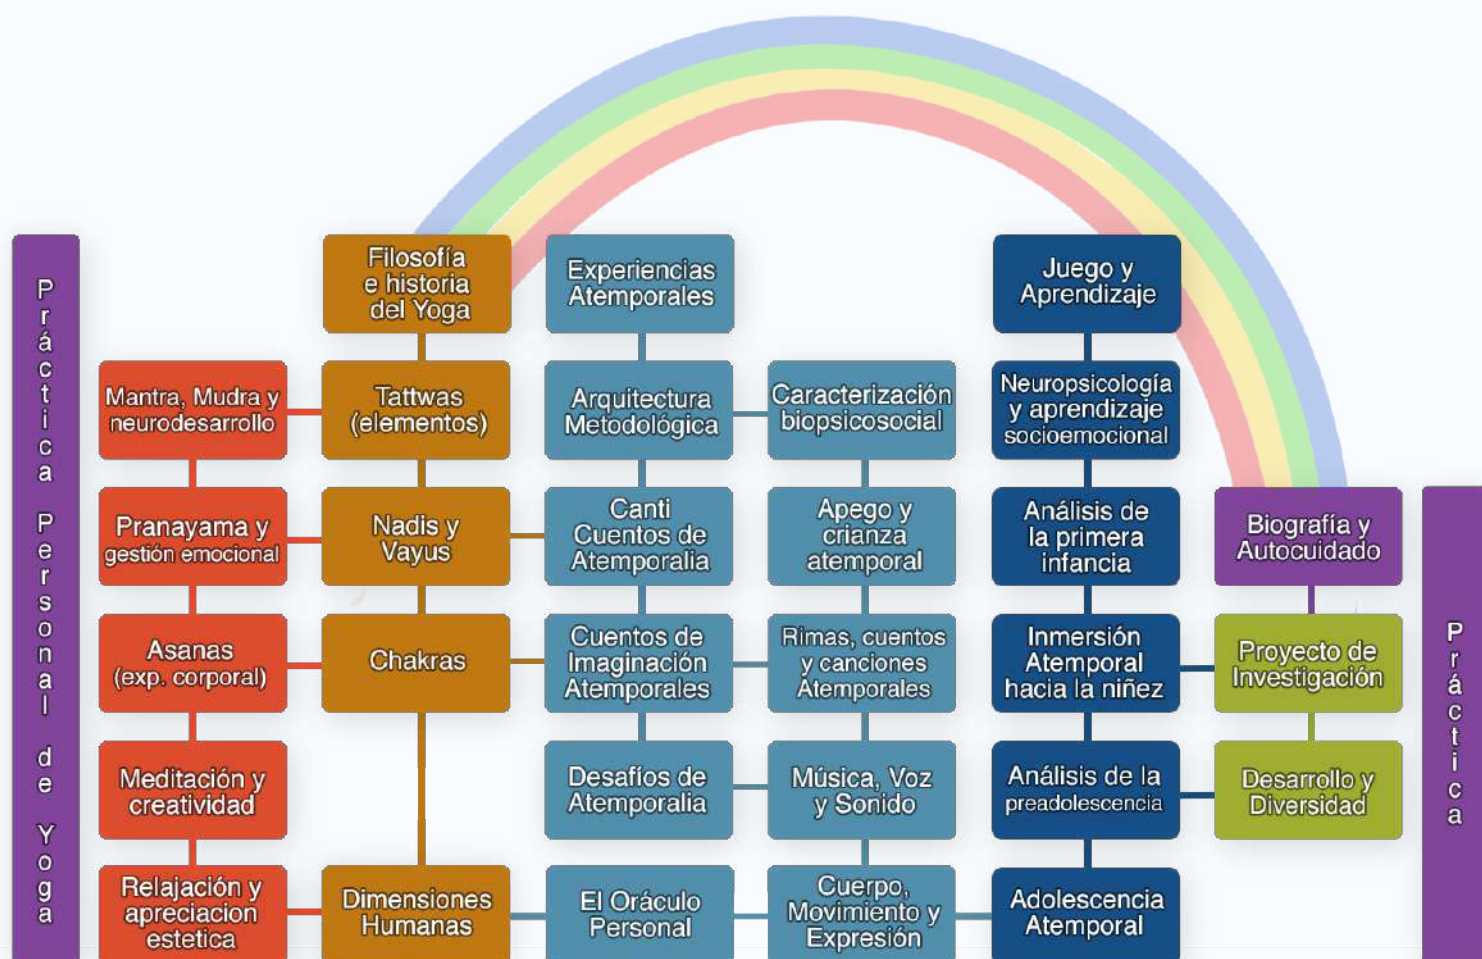 Práctica Personal de Yoga
Filosofía
e historia
del Yoga
Experiencias
Atemporales
Juego y
Aprendizaje
Mantra, Mudra y
neurodesarrollo
Tattwas
(elementos)
Arquitectura
Metodológica
Caracterización
biopsicosocial
Neuropsicología
y aprendizaje
socioemocional
Pranayama y
gestión emocional
Nadis y
Vayus
Canti
Cuentos de
Atemporalia
Apego y
crianza
atemporal
Análisis de
la primera
infancia
Biografía y
Autocuidado
Asanas
(exp. corporal)
Chakras
Cuentos de
Imaginación
Atemporales
Rimas, cuentos
y canciones
Atemporales
Inmersión
Atemporal
hacia la niñez
Proyecto de
Investigación
Práctica
Meditación y
creatividad
Desafíos de
Atemporalia
Música, Voz
y Sonido
Análisis de la
preadolescencia
Desarrollo y
Diversidad
Relajación y
apreciacion
estetica
Dimensiones
Humanas
El Oráculo
Personal
Cuerpo,
Movimiento y
Expresión
Adolescencia
Atemporal